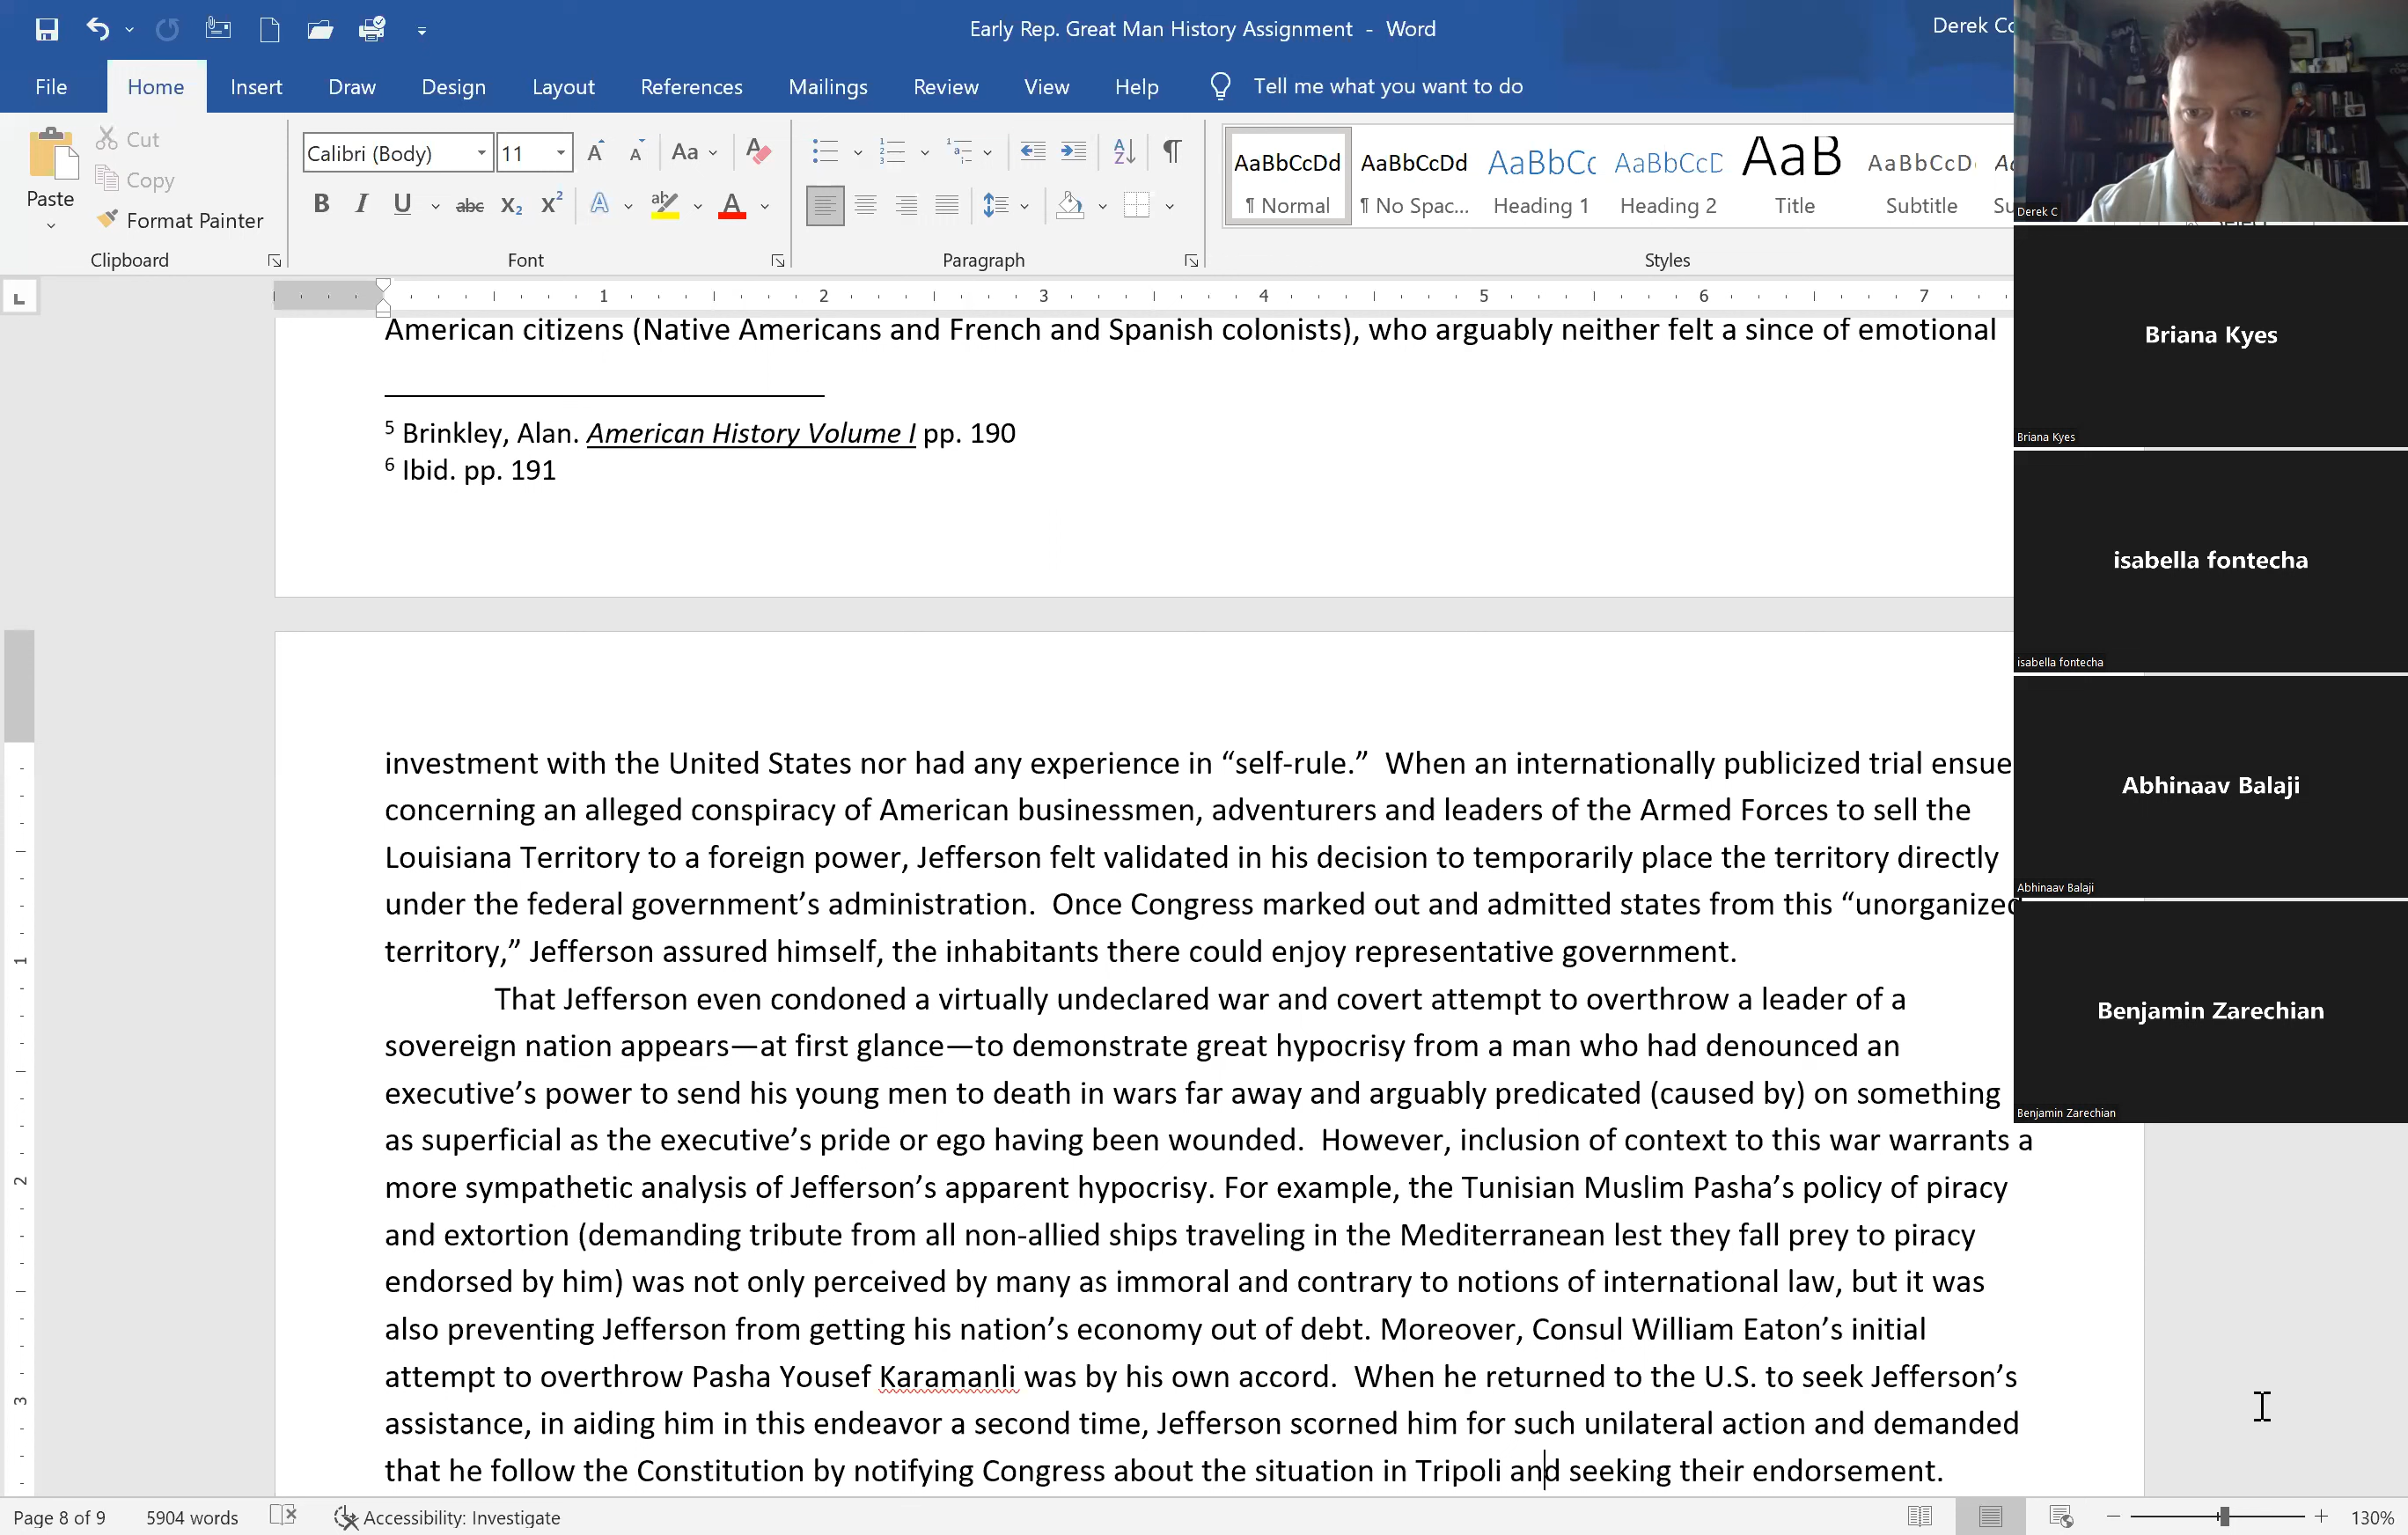 Early Rep. Great Man History Assignment - Word
Derek Co
File Home Insert Draw Design Layout References Mailings Review View Help Tell me what you want to do
Paste
Cut
Copy
Format Painter
Clipboard
Calibri (Body) 11
Font
Paragraph
AaBbCcDd AaBbCcDd AaBbCc AaBbCcD AaB AaBbCcD
¶ Normal ¶ No Spac... Heading 1 Heading 2 Title Subtitle Su
Styles
1 2 3 4 5 6 7
American citizens (Native Americans and French and Spanish colonists), who arguably neither felt a since of emotional
5 Brinkley, Alan. American History Volume I pp. 190
6 Ibid. pp. 191
investment with the United States nor had any experience in “self-rule.”  When an internationally publicized trial ensue
concerning an alleged conspiracy of American businessmen, adventurers and leaders of the Armed Forces to sell the
Louisiana Territory to a foreign power, Jefferson felt validated in his decision to temporarily place the territory directly
under the federal government’s administration.  Once Congress marked out and admitted states from this “unorganized
territory,” Jefferson assured himself, the inhabitants there could enjoy representative government.
That Jefferson even condoned a virtually undeclared war and covert attempt to overthrow a leader of a
sovereign nation appears—at first glance—to demonstrate great hypocrisy from a man who had denounced an
executive’s power to send his young men to death in wars far away and arguably predicated (caused by) on something
as superficial as the executive’s pride or ego having been wounded.  However, inclusion of context to this war warrants a
more sympathetic analysis of Jefferson’s apparent hypocrisy. For example, the Tunisian Muslim Pasha’s policy of piracy
and extortion (demanding tribute from all non-allied ships traveling in the Mediterranean lest they fall prey to piracy
endorsed by him) was not only perceived by many as immoral and contrary to notions of international law, but it was
also preventing Jefferson from getting his nation’s economy out of debt. Moreover, Consul William Eaton’s initial
attempt to overthrow Pasha Yousef Karamanli was by his own accord.  When he returned to the U.S. to seek Jefferson’s
assistance, in aiding him in this endeavor a second time, Jefferson scorned him for such unilateral action and demanded
that he follow the Constitution by notifying Congress about the situation in Tripoli and seeking their endorsement.
1
2
3
Page 8 of 9 5904 words Accessibility: Investigate 130%
Derek C
Briana Kyes
Briana Kyes
isabella fontecha
isabella fontecha
Abhinaav Balaji
Abhinaav Balaji
Benjamin Zarechian
Benjamin Zarechian